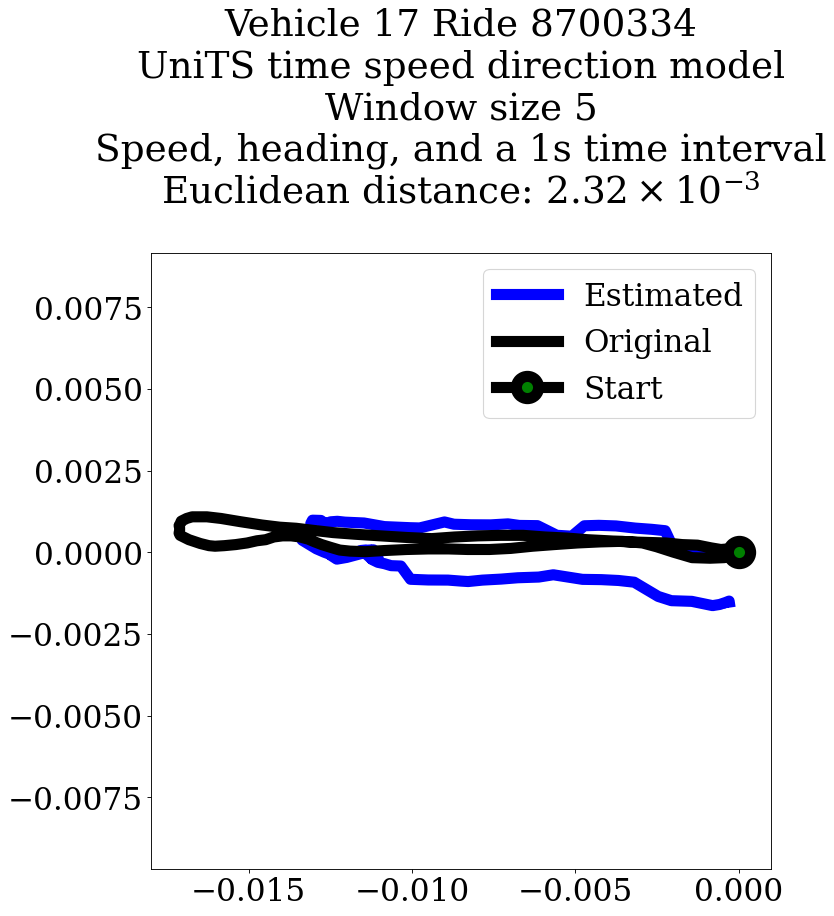 Vehicle 17 Ride 8700334
UniTS time speed direction model
Window size 5
Speed, heading, and a 1s time interval
Euclidean distance: 2.32 × 10⁻³
Estimated
Original
Start
0.0075
0.0050
0.0025
0.0000
−0.0025
−0.0050
−0.0075
−0.015
−0.010
−0.005
0.000